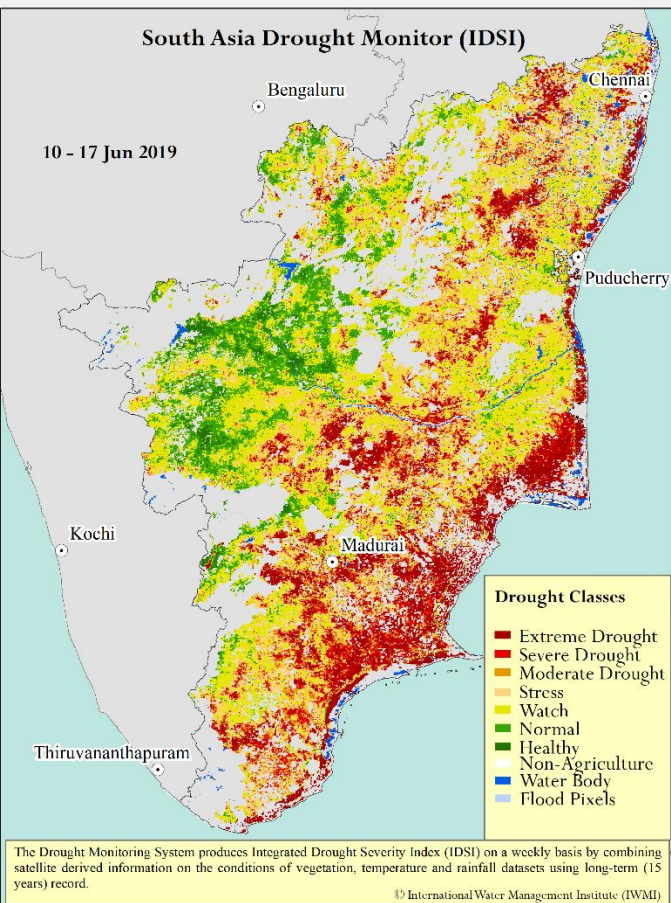 South Asia Drought Monitor (IDSI)
Chennai
Bengaluru
10 - 17 Jun 2019
Puducherry
Kochi
Madurai
Thiruvananthapuram
Drought Classes
Extreme Drought
Severe Drought
Moderate Drought
Stress
Watch
Normal
Healthy
Non-Agriculture
Water Body
Flood Pixels
The Drought Monitoring System produces Integrated Drought Severity Index (IDSI) on a weekly basis by combining
satellite derived information on the conditions of vegetation, temperature and rainfall datasets using long-term (15
years) record.
© International Water Management Institute (IWMI)